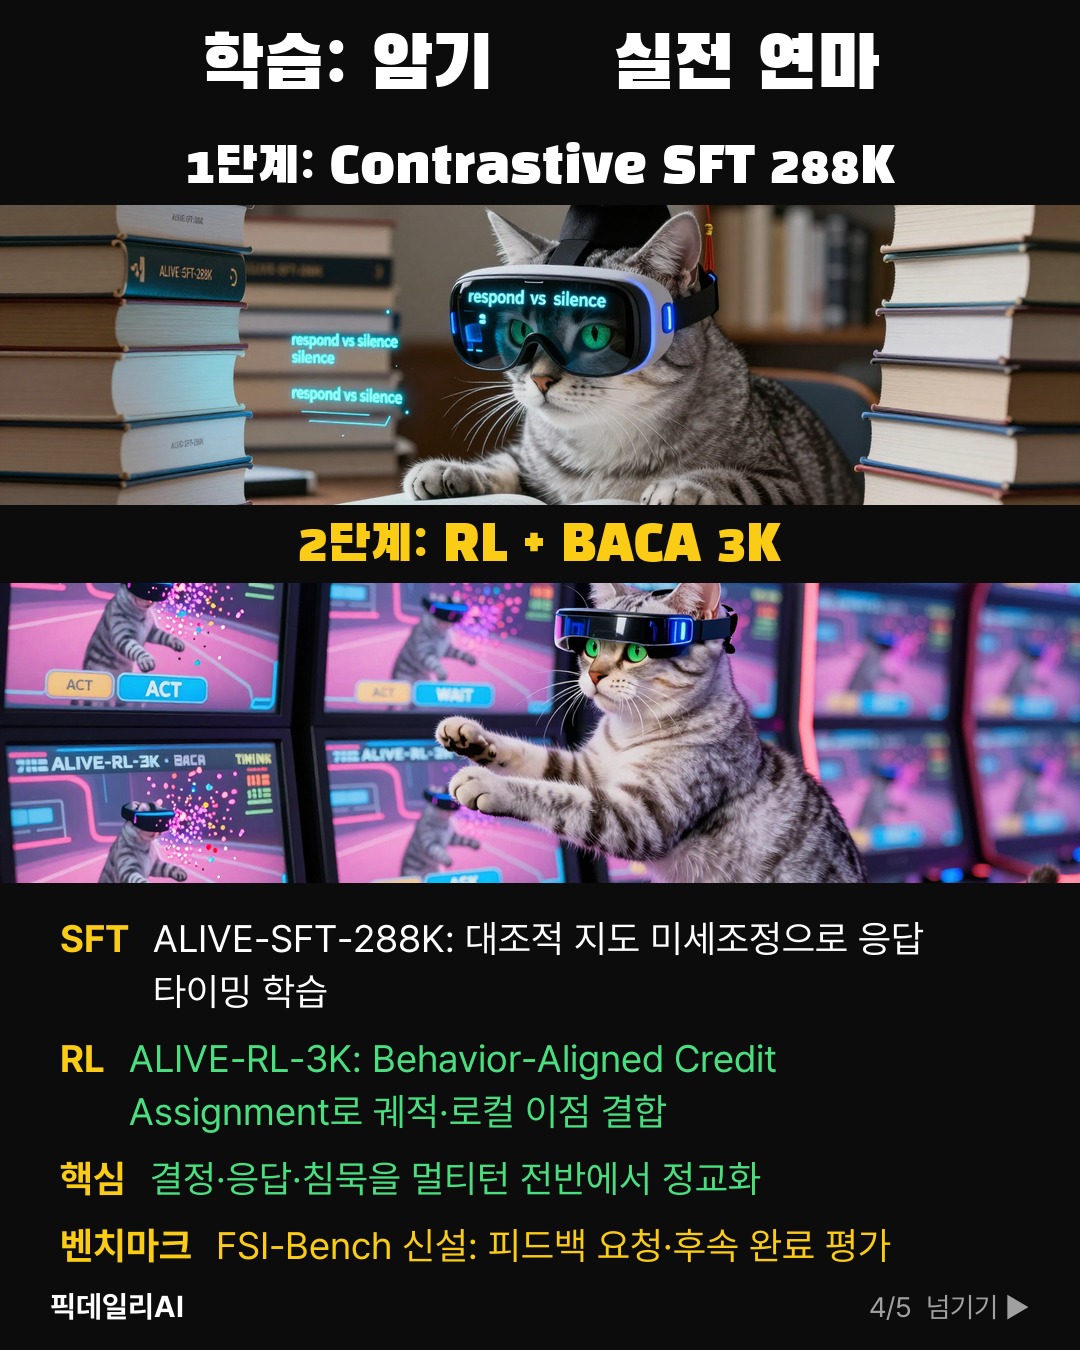 학습: 암기 실전 연마
1단계: Contrastive SFT 288K
ALIVE-SFT-288K
respond vs silence
respond vs silence
silence
respond vs silence
2단계: RL + BACA 3K
ACT ACT
ACT WAIT
ALIVE-RL-3K · BACA
ALIVE-RL-3K
SFT ALIVE-SFT-288K: 대조적 지도 미세조정으로 응답
타이밍 학습
RL ALIVE-RL-3K: Behavior-Aligned Credit
Assignment로 궤적·로컬 이점 결합
핵심 결정·응답·침묵을 멀티턴 전반에서 정교화
벤치마크 FSI-Bench 신설: 피드백 요청·후속 완료 평가
픽데일리AI
4/5 넘기기 ▶